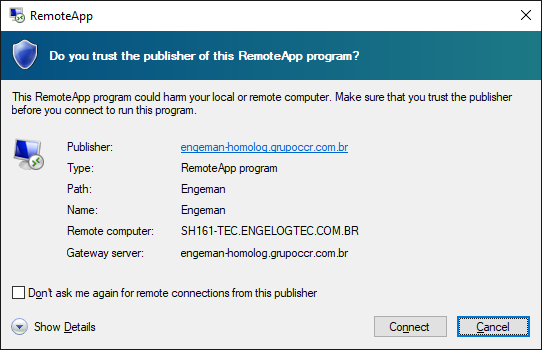 RemoteApp
Do you trust the publisher of this RemoteApp program?
This RemoteApp program could harm your local or remote computer. Make sure that you trust the publisher
before you connect to run this program.
Publisher: engeman-homolog.grupoccr.com.br
Type: RemoteApp program
Path: Engeman
Name: Engeman
Remote computer: SH161-TEC.ENGELOGTEC.COM.BR
Gateway server: engeman-homolog.grupoccr.com.br
Don't ask me again for remote connections from this publisher
Show Details
Connect
Cancel